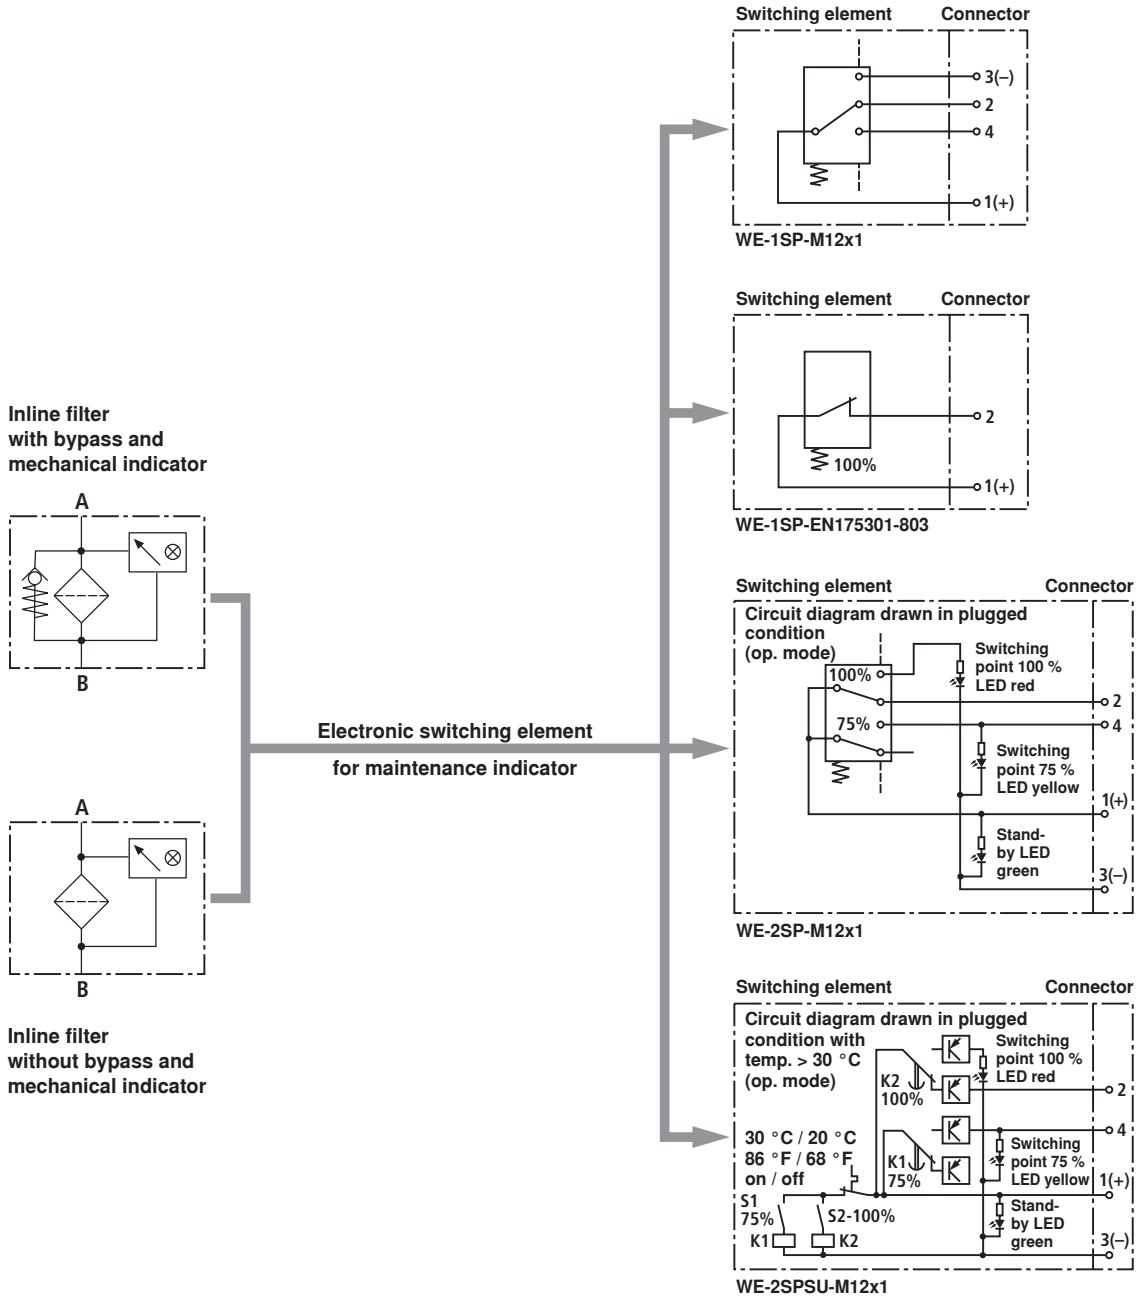 Switching element Connector
3(–)
2
4
1(+)
WE-1SP-M12x1
Switching element Connector
2
100%
1(+)
WE-1SP-EN175301-803
Inline filter
with bypass and
mechanical indicator
A
B
A
B
Inline filter
without bypass and
mechanical indicator
Electronic switching element
for maintenance indicator
Switching element Connector
Circuit diagram drawn in plugged
condition
(op. mode)
100%
Switching
point 100 %
LED red
2
75%
4
Switching
point 75 %
LED yellow
1(+)
Stand-
by LED
green
3(–)
WE-2SP-M12x1
Switching element Connector
Circuit diagram drawn in plugged
condition with
temp. > 30 °C
(op. mode)
Switching
point 100 %
LED red
K2
100%
2
4
30 °C / 20 °C
86 °F / 68 °F
on / off
K1
75%
Switching
point 75 %
LED yellow
1(+)
S1
75%
S2-100%
Stand-
by LED
green
K1
K2
3(–)
WE-2SPSU-M12x1